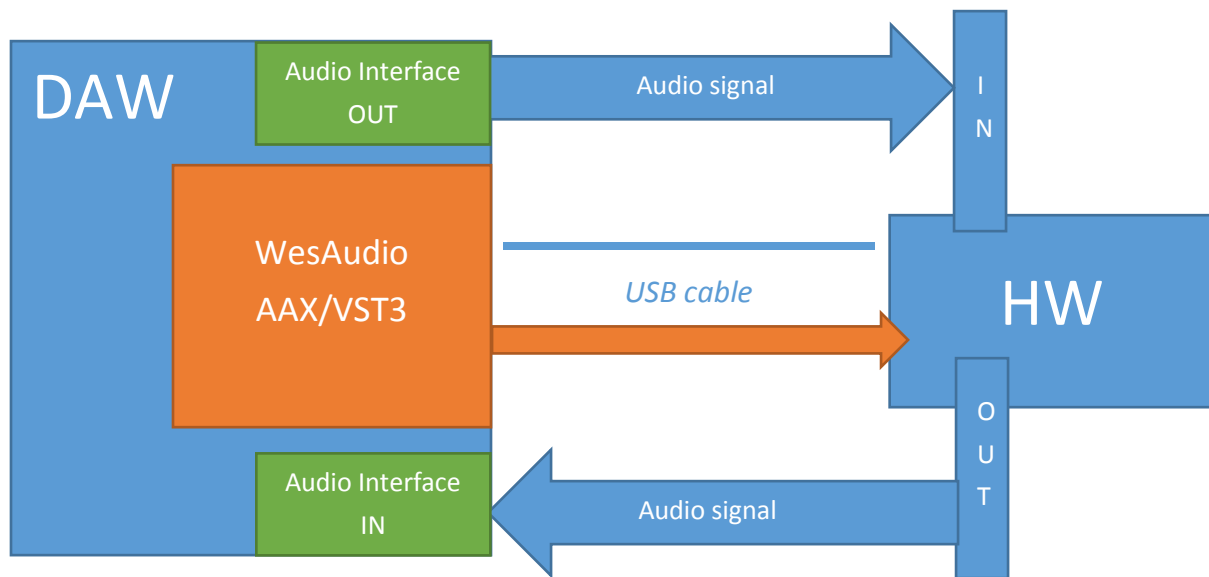 DAW
Audio Interface
OUT
Audio signal
I
N
WesAudio
AAX/VST3
USB cable
HW
O
U
T
Audio Interface
IN
Audio signal